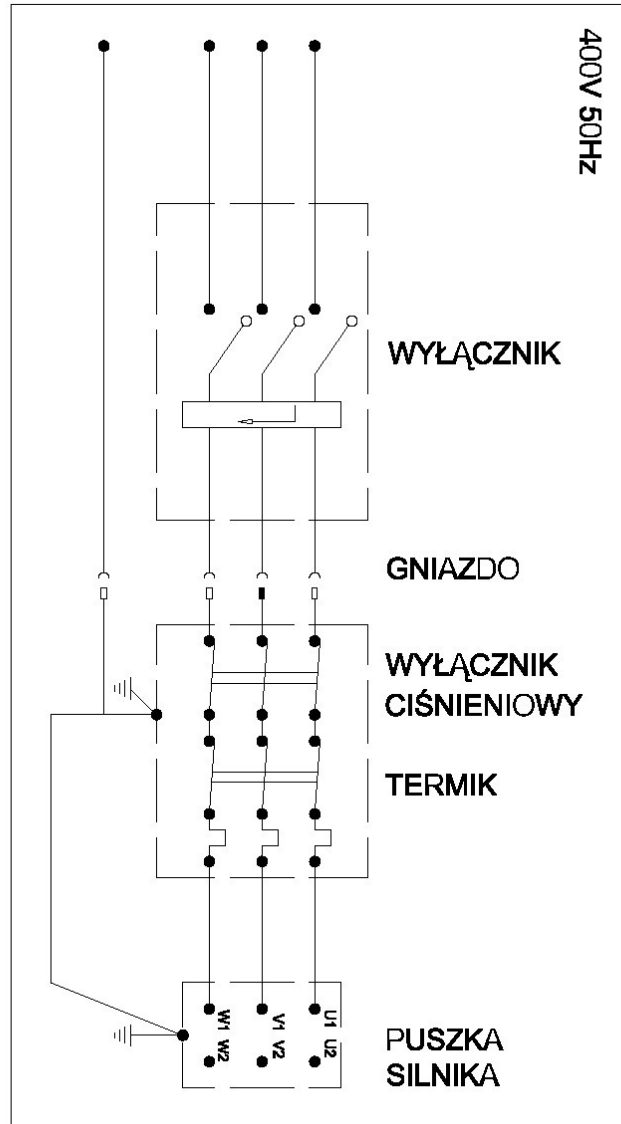 400V 50Hz
WYŁĄCZNIK
GNIAZDO
WYŁĄCZNIK
CIŚNIENIOWY
TERMIK
W1 W2
V1 V2
U1 U2
PUSZKA
SILNIKA